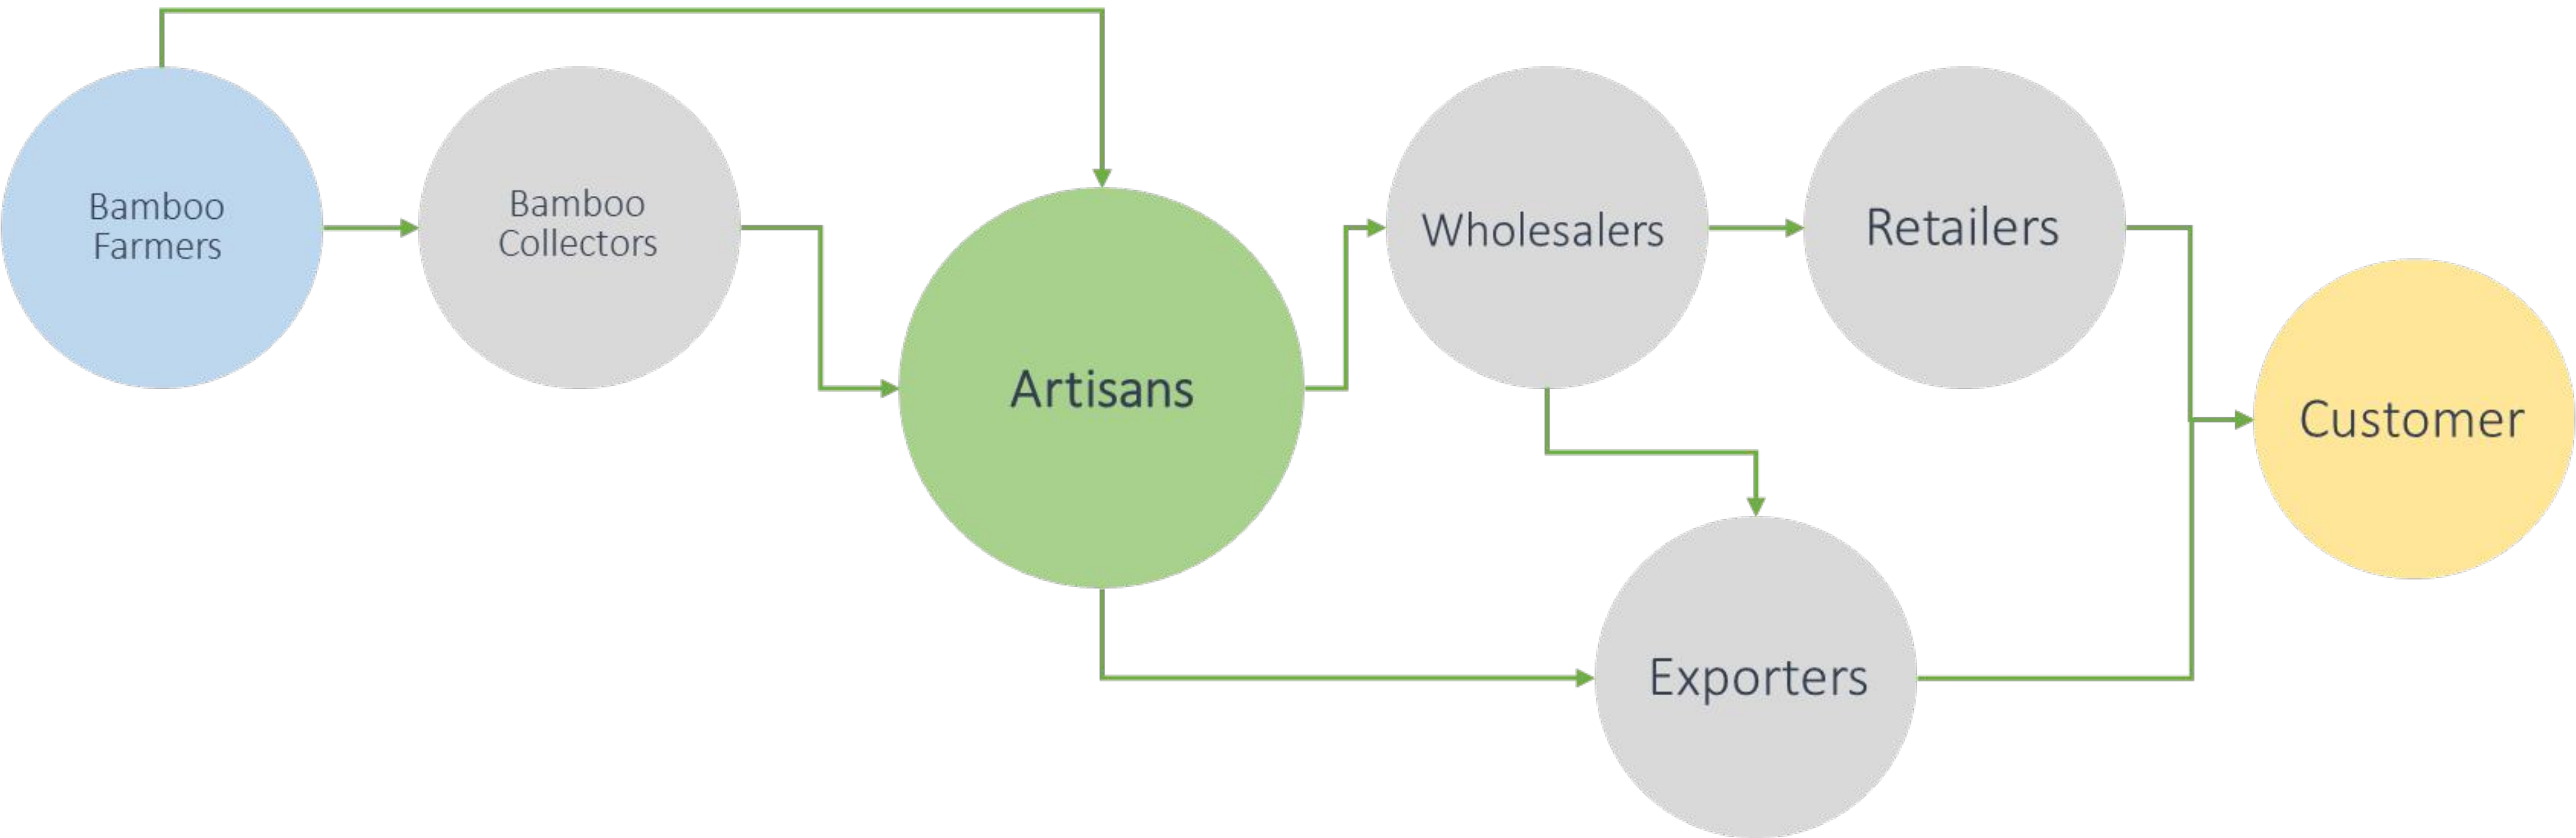 Bamboo
Farmers
Bamboo
Collectors
Artisans
Wholesalers
Retailers
Exporters
Customer